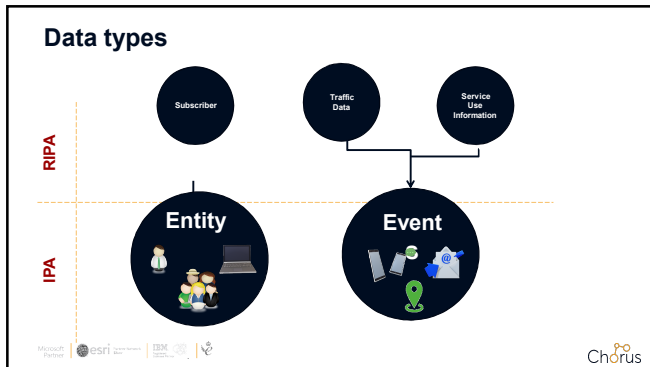 Data types
Subscriber
Traffic
Data
Service
Use
Information
RIPA
Entity
Event
@
IPA
Microsoft
Partner
esri
IBM
Chorus